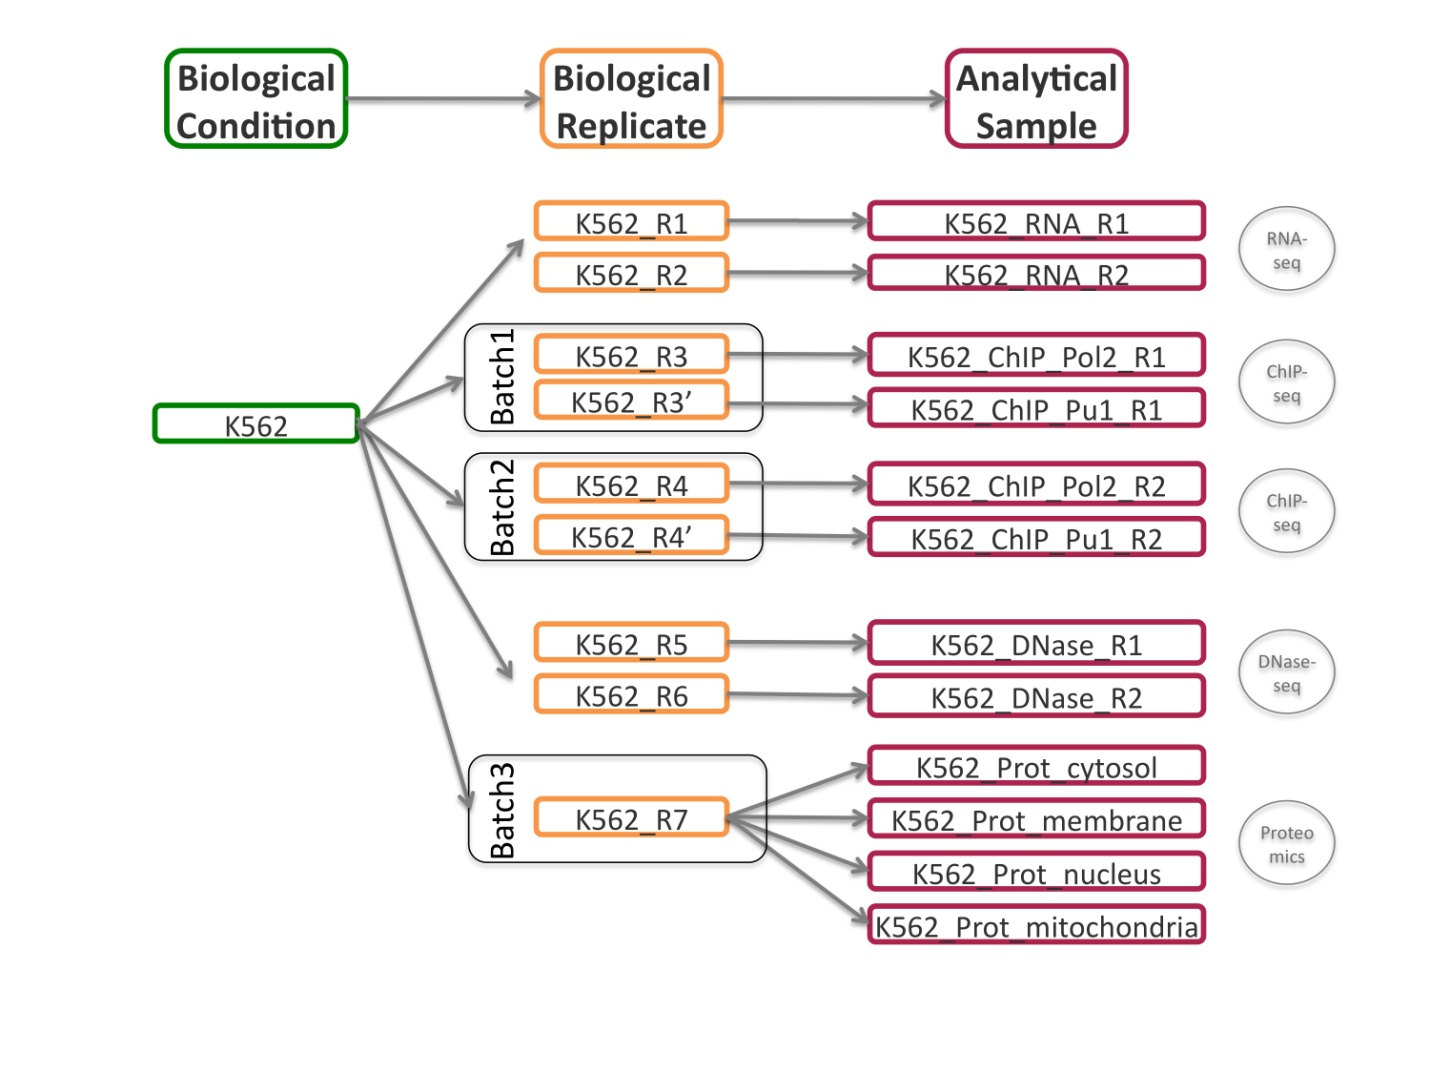 Biological
Condition
Biological
Replicate
Analytical
Sample
K562
K562_R1
K562_RNA_R1
K562_R2
K562_RNA_R2
RNA-
seq
Batch1
K562_R3
K562_ChIP_Pol2_R1
K562_R3’
K562_ChIP_Pu1_R1
ChIP-
seq
Batch2
K562_R4
K562_ChIP_Pol2_R2
K562_R4’
K562_ChIP_Pu1_R2
ChIP-
seq
K562_R5
K562_DNase_R1
K562_R6
K562_DNase_R2
DNase-
seq
Batch3
K562_R7
K562_Prot_cytosol
K562_Prot_membrane
K562_Prot_nucleus
K562_Prot_mitochondria
Proteo
mics